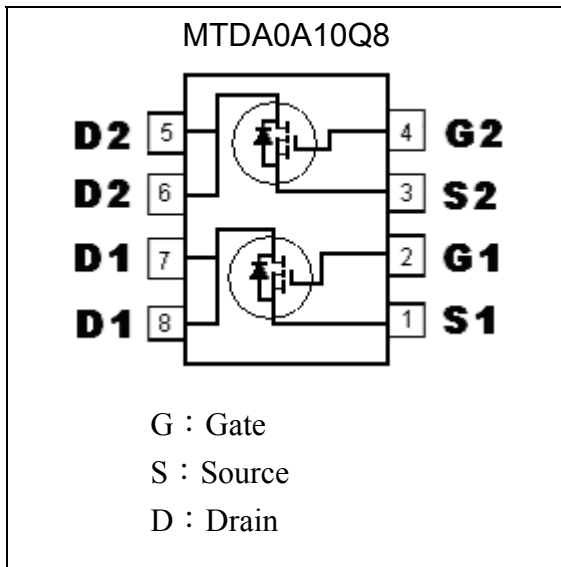 MTDA0A10Q8
D2 5 4 G2
D2 6 3 S2
D1 7 2 G1
D1 8 1 S1
G：Gate
S：Source
D：Drain